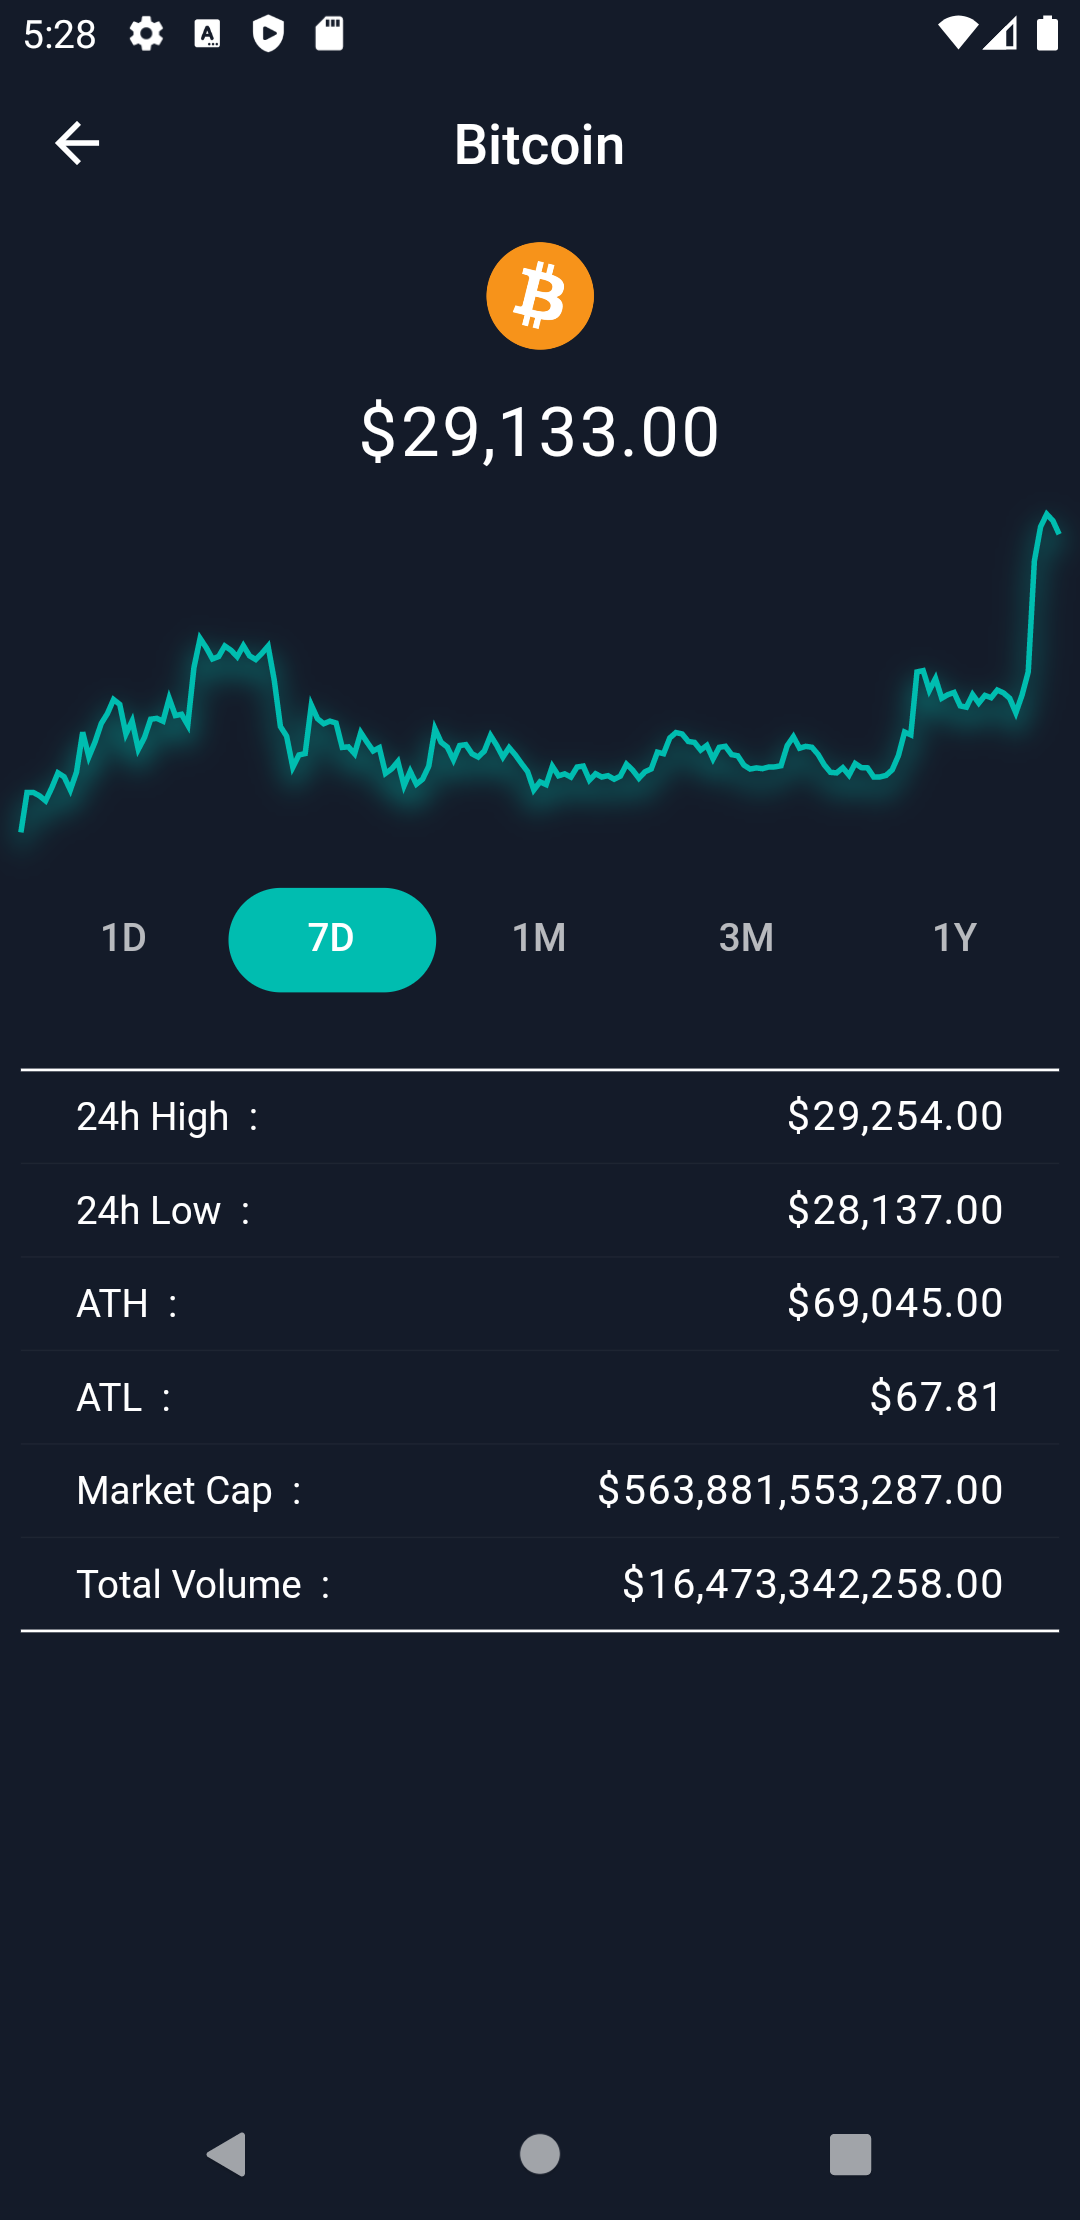 5:28
Bitcoin
$29,133.00
1D 7D 1M 3M 1Y
24h High : $29,254.00
24h Low : $28,137.00
ATH : $69,045.00
ATL : $67.81
Market Cap : $563,881,553,287.00
Total Volume : $16,473,342,258.00